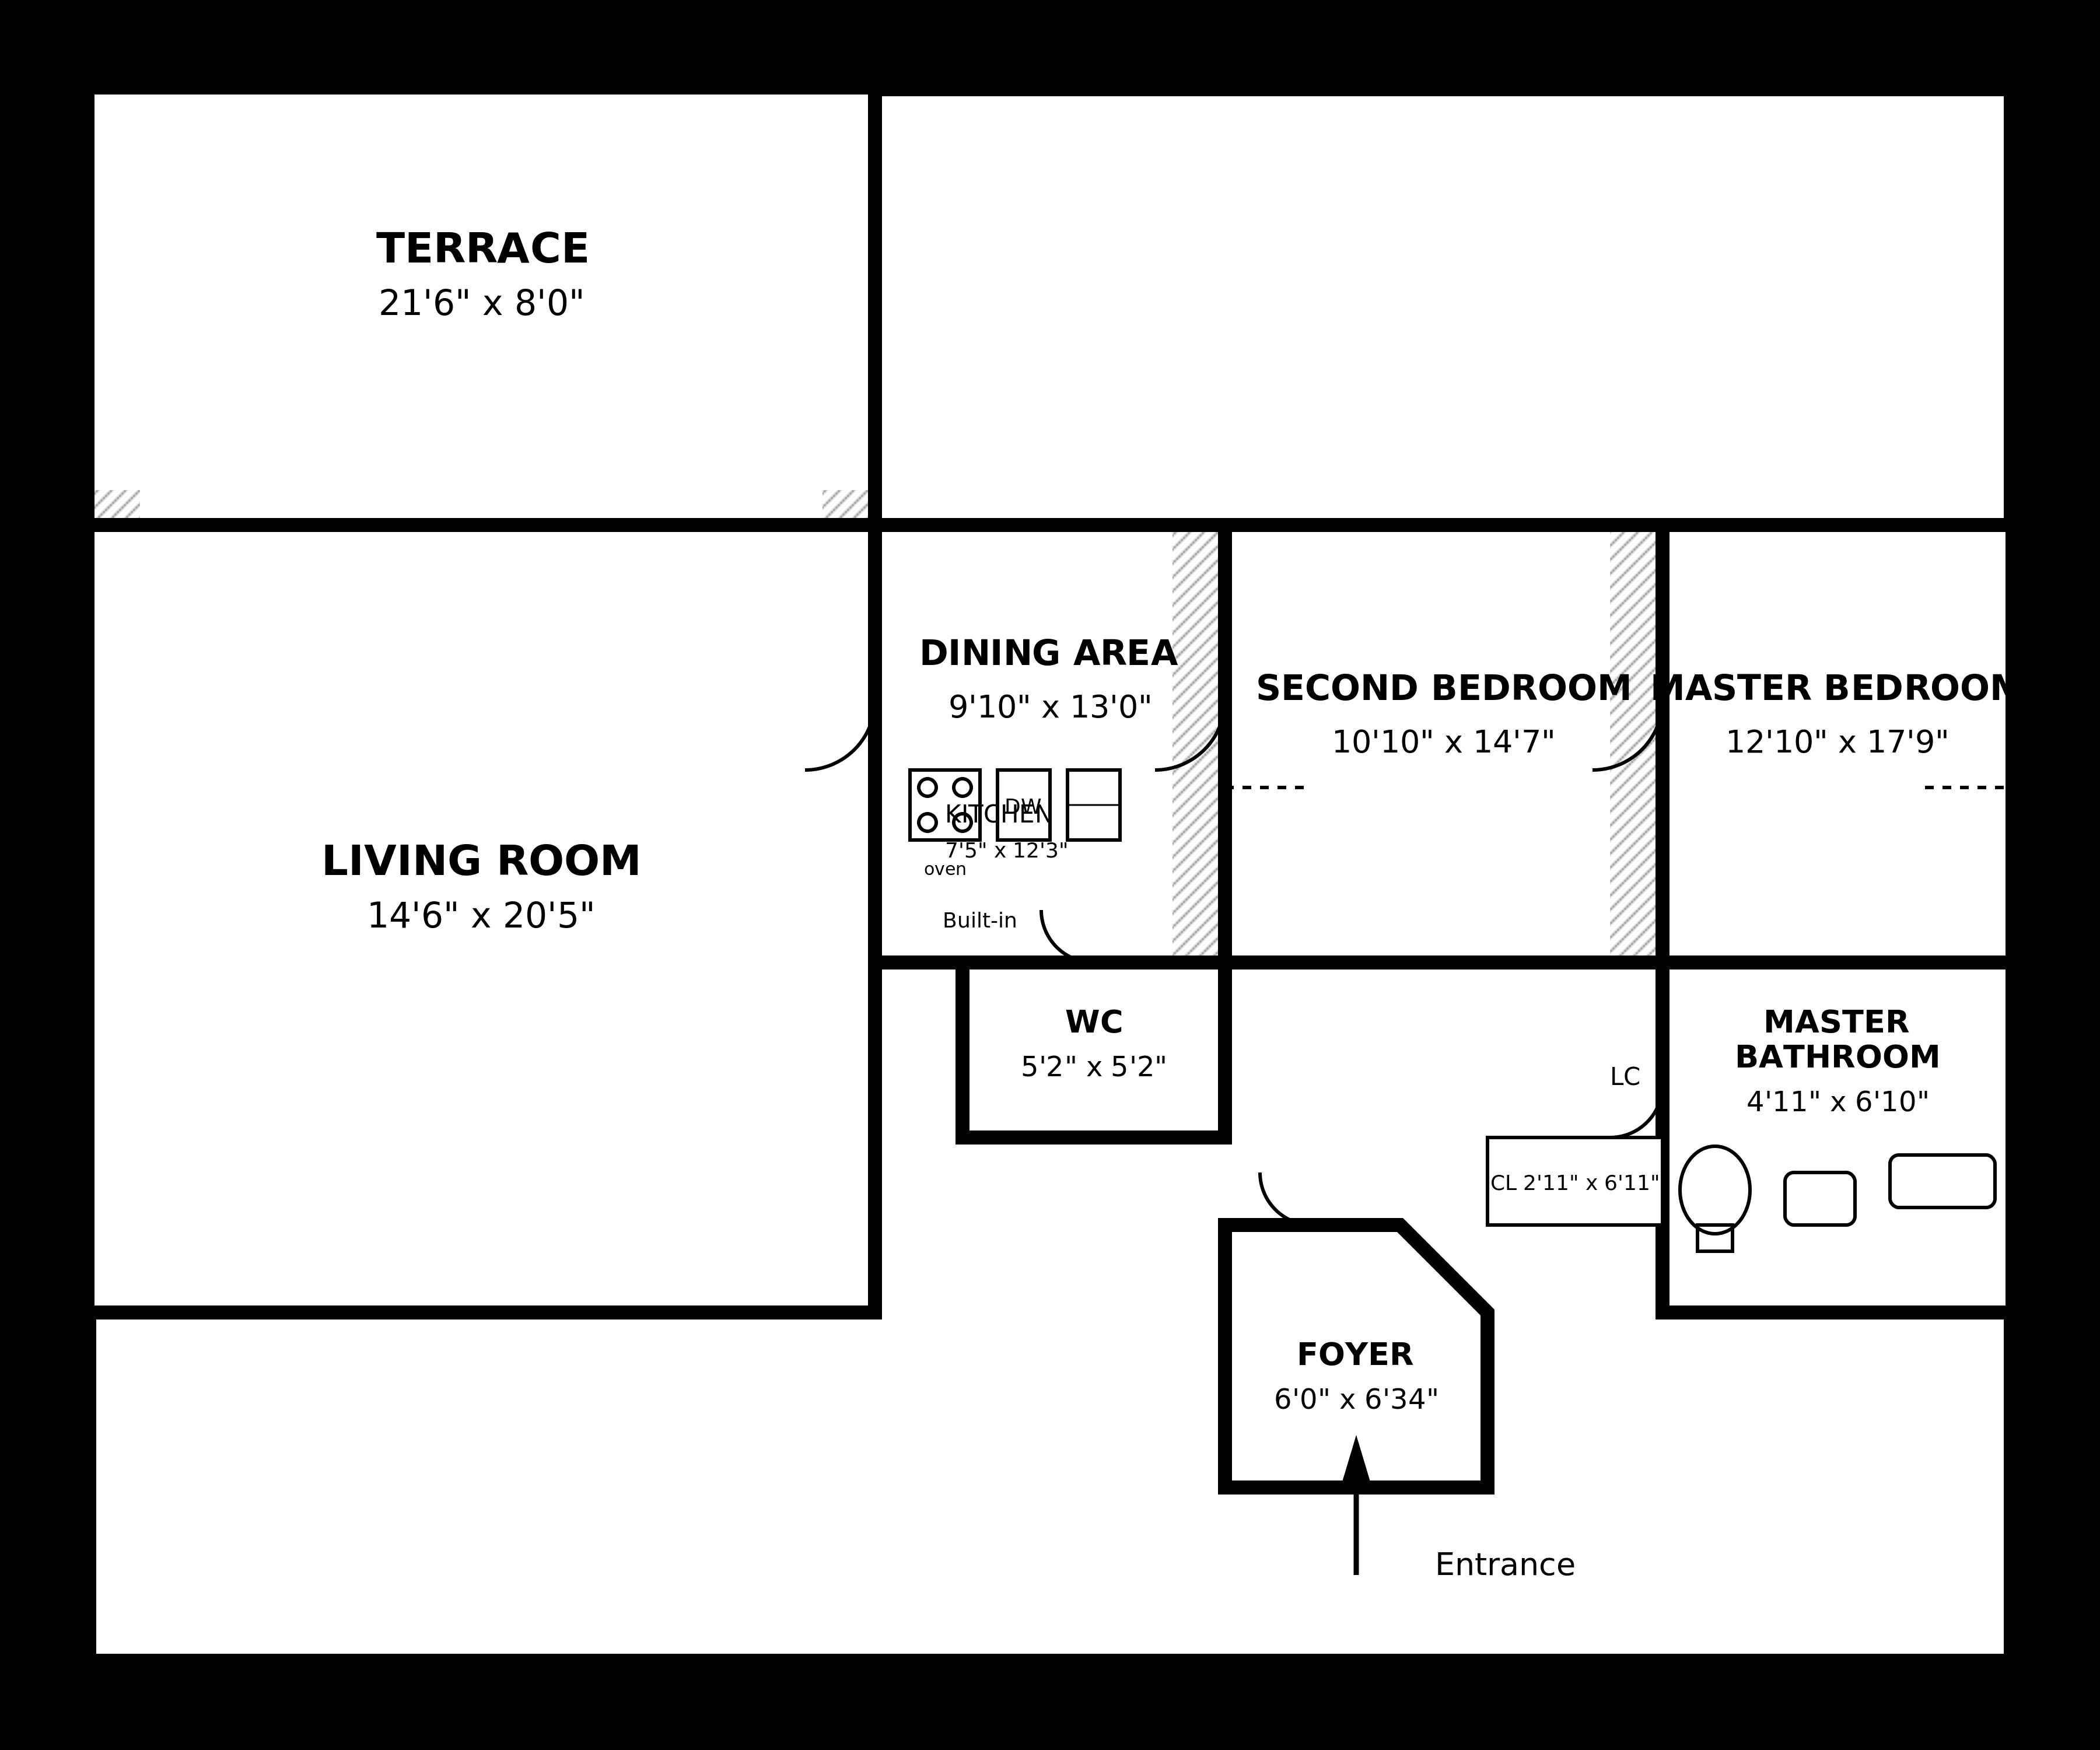 TERRACE
21'6" x 8'0"
DINING AREA
9'10" x 13'0"
SECOND BEDROOM
10'10" x 14'7"
MASTER BEDROOM
12'10" x 17'9"
DW
KITCHEN
7'5" x 12'3"
oven
Built-in
LIVING ROOM
14'6" x 20'5"
WC
5'2" x 5'2"
LC
MASTER
BATHROOM
4'11" x 6'10"
CL 2'11" x 6'11"
FOYER
6'0" x 6'34"
Entrance